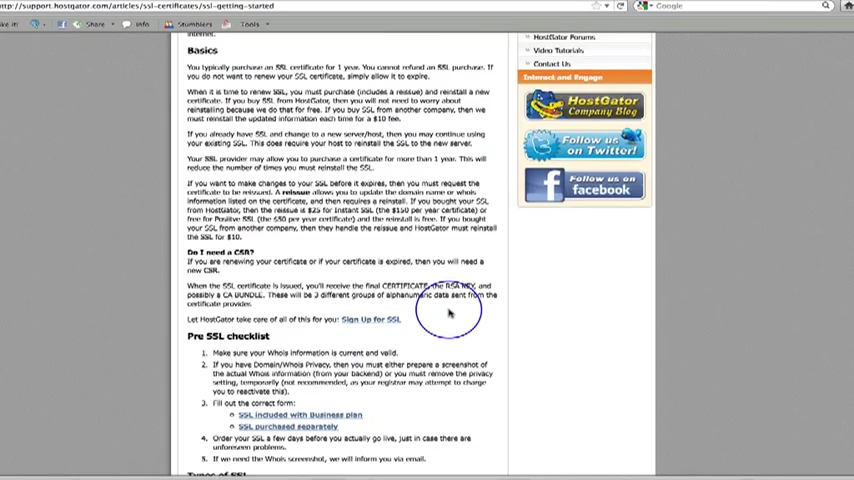 http://support.hostgator.com/articles/ssl-certificates/ssl-getting-started
Google
Share
Info
Stumblers
Tools
internet.
Basics
You typically purchase an SSL certificate for 1 year. You cannot refund an SSL purchase. If
you do not want to renew your SSL certificate, simply allow it to expire.
When it is time to renew SSL, you must purchase (includes a reissue) and reinstall a new
certificate. If you buy SSL from HostGator, then you will not need to worry about
reinstalling because we do that for free. If you buy SSL from another company, then we
must reinstall the updated information each time for a $10 fee.
If you already have SSL and change to a new server/host, then you may continue using
your existing SSL. This does require your host to reinstall the SSL to the new server.
Your SSL provider may allow you to purchase a certificate for more than 1 year. This will
reduce the number of times you must reinstall the SSL.
If you want to make changes to your SSL before it expires, then you must request the
certificate to be reissued. A reissue allows you to update the domain name or whois
information listed on the certificate, and then requires a reinstall. If you bought your SSL
from HostGator, then the reissue is $25 for Instant SSL (the $150 per year certificate) or
free for Positive SSL (the $50 per year certificate) and the reinstall is free. If you bought
your SSL from another company, then they handle the reissue and HostGator must reinstall
the SSL for $10.
Do I need a CSR?
If you are renewing your certificate or if your certificate is expired, then you will need a
new CSR.
When the SSL certificate is issued, you'll receive the final CERTIFICATE, the RSA KEY, and
possibly a CA BUNDLE. These will be 3 different groups of alphanumeric data sent from the
certificate provider.
Let HostGator take care of all of this for you: Sign Up for SSL
Pre SSL checklist
1. Make sure your Whois information is current and valid.
2. If you have Domain/Whois Privacy, then you must either prepare a screenshot of
the actual Whois information (from your backend) or you must remove the privacy
setting, temporarily (not recommended, as your registrar may attempt to charge
you to reactivate this).
3. Fill out the correct form:
SSL included with Business plan
SSL purchased separately
4. Order your SSL a few days before you actually go live, just in case there are
unforeseen problems.
5. If we need the Whois screenshot, we will inform you via email.
Types of SSL
HostGator Forums
Video Tutorials
Contact Us
Interact and Engage
HostGator
Company Blog
Follow us
on Twitter!
Follow us on
facebook